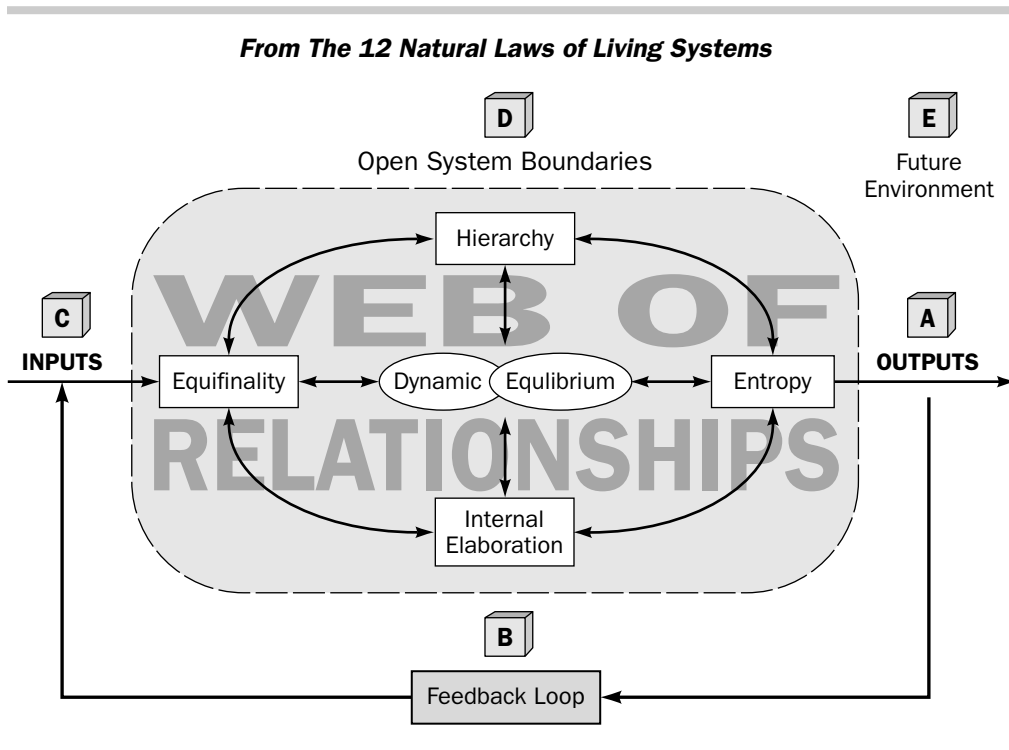 From The 12 Natural Laws of Living Systems
D
Open System Boundaries
E
Future
Environment
WEB OF
RELATIONSHIPS
Hierarchy
C
INPUTS
Equifinality
Dynamic
Equlibrium
Entropy
A
OUTPUTS
Internal
Elaboration
B
Feedback Loop